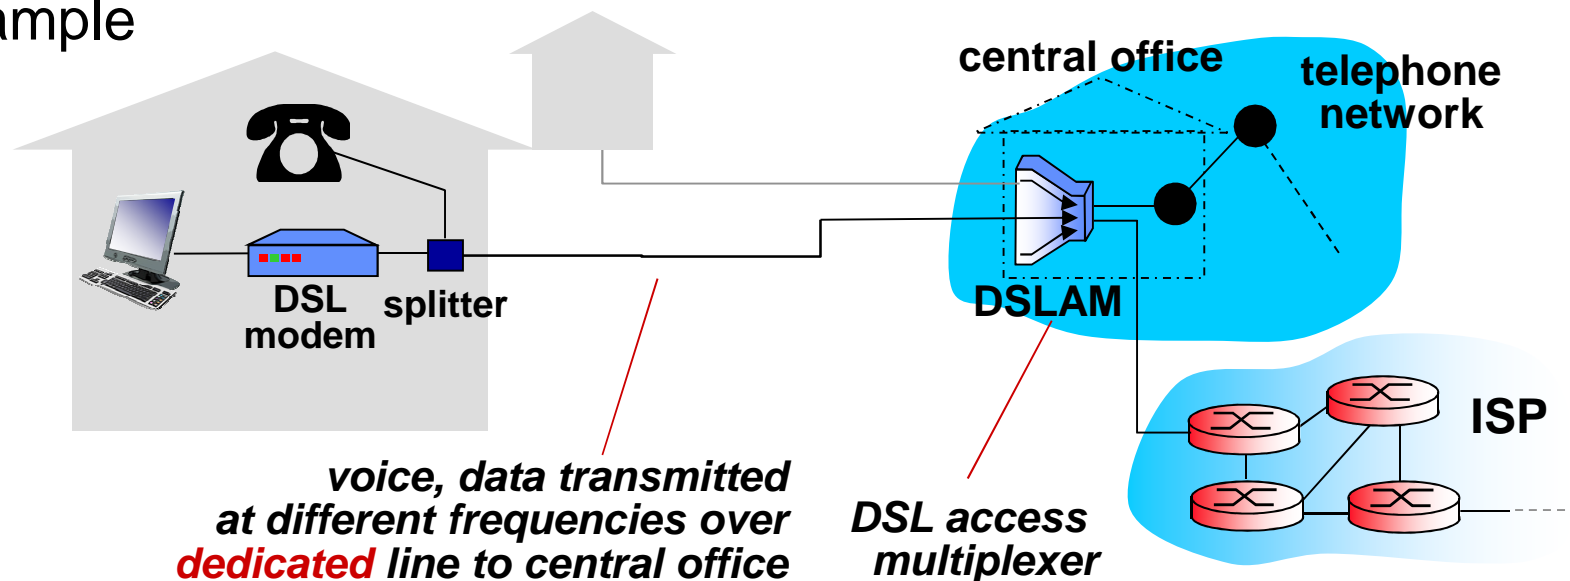 ample
central office
telephone
network
DSL
modem
splitter
DSLAM
ISP
voice, data transmitted
at different frequencies over
dedicated line to central office
DSL access
multiplexer